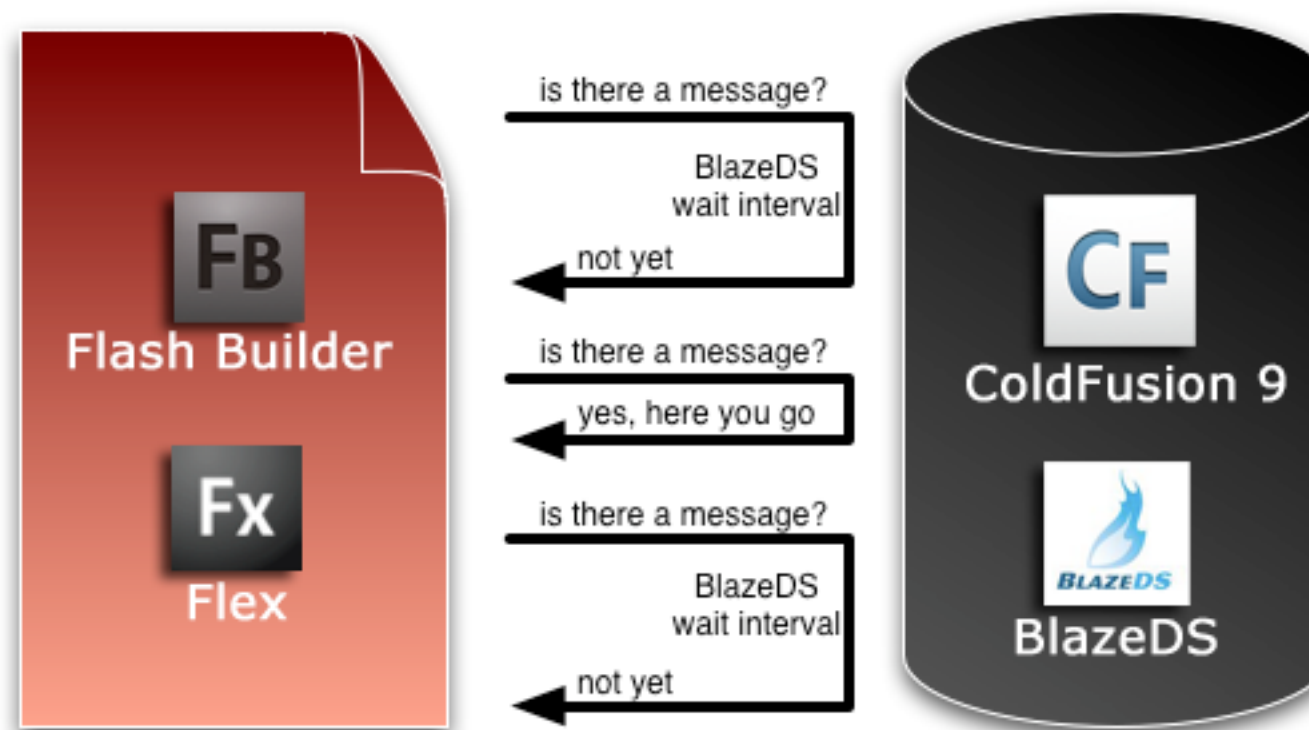 FB
Flash Builder
Fx
Flex
is there a message?
BlazeDS
wait interval
not yet
is there a message?
yes, here you go
is there a message?
BlazeDS
wait interval
not yet
CF
ColdFusion 9
BLAZEDS
BlazeDS